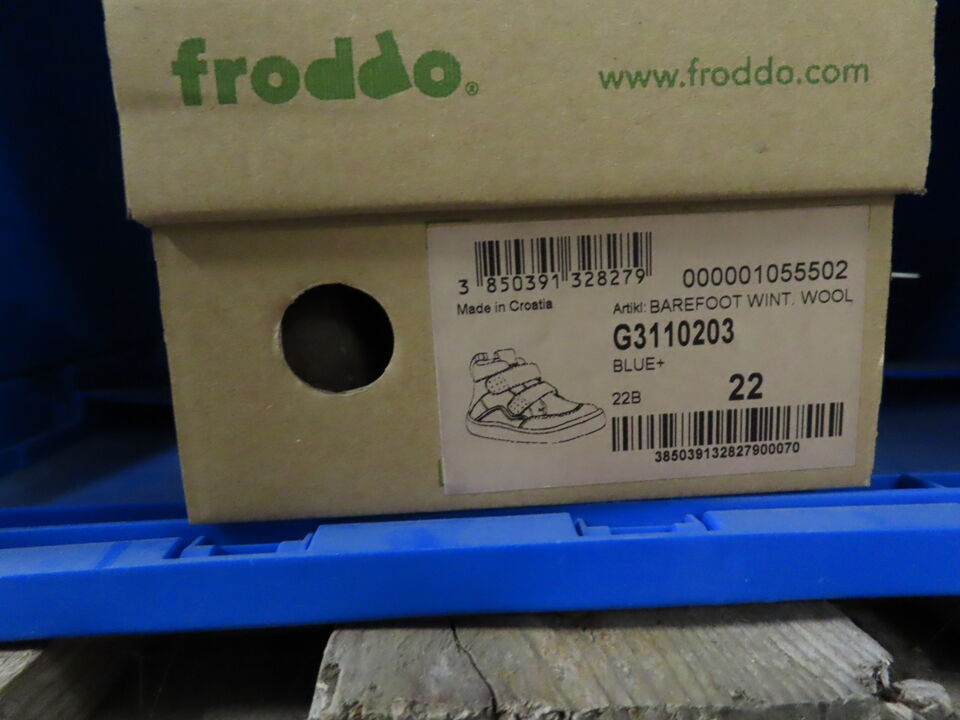 froddo®
www.froddo.com
3 850391 328279
000001055502
Made in Croatia
Artikl: BAREFOOT WINT. WOOL
G3110203
BLUE+
22B
22
385039132827900070